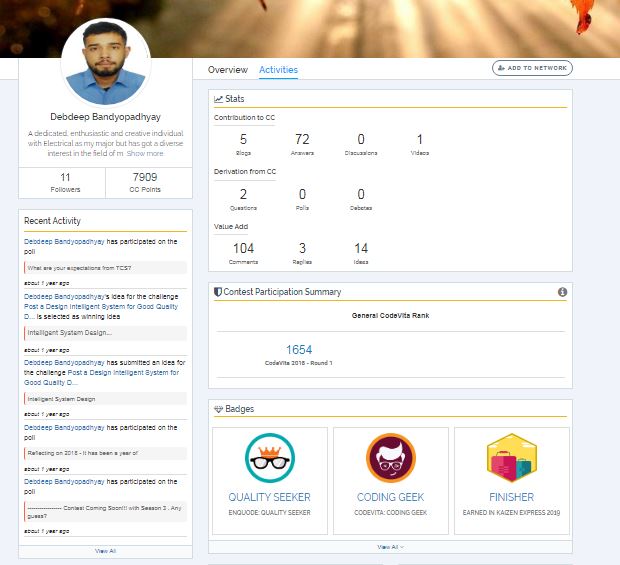 Overview
Activities
ADD TO NETWORK
Debdeep Bandyopadhyay
A dedicated, enthusiastic and creative individual
with Electrical as my major but has got a diverse
interest in the field of m Show more
11
Followers
7909
CC Points
Recent Activity
Debdeep Bandyopadhyay has participated on the
poll
What are your expectations from TCS?
about 1 year ago
Debdeep Bandyopadhyay's idea for the challenge
Post a Design Intelligent System for Good Quality
D... is selected as winning idea
Intelligent System Design...
about 1 year ago
Debdeep Bandyopadhyay has submitted an idea for
the challenge Post a Design Intelligent System for
Good Quality D...
Intelligent System Design
about 1 year ago
Debdeep Bandyopadhyay has participated on the
poll
Reflecting on 2018 - It has been a year of
about 1 year ago
Debdeep Bandyopadhyay has participated on the
poll
----------------- Contest Coming Soon!!! with Season 3 . Any
guess?
about 1 year ago
View All
Stats
Contribution to CC
5 72 0 1
Blogs Answers Discussions Videos
Derivation from CC
2 0 0
Questions Polls Debates
Value Add
104 3 14
Comments Replies Ideas
Contest Participation Summary
General CodeVita Rank
1654
CodeVita 2018 - Round 1
Badges
QUALITY SEEKER
ENQUODE: QUALITY SEEKER
CODING GEEK
CODEVITA: CODING GEEK
FINISHER
EARNED IN KAIZEN EXPRESS 2019
View All